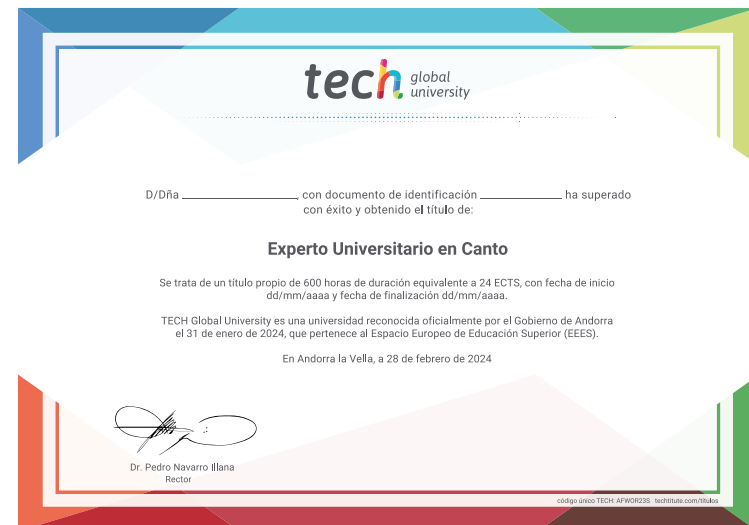 tech global university
D/Dña ____________________, con documento de identificación ______________ ha superado
con éxito y obtenido el título de:
Experto Universitario en Canto
Se trata de un título propio de 600 horas de duración equivalente a 24 ECTS, con fecha de inicio
dd/mm/aaaa y fecha de finalización dd/mm/aaaa.
TECH Global University es una universidad reconocida oficialmente por el Gobierno de Andorra
el 31 de enero de 2024, que pertenece al Espacio Europeo de Educación Superior (EEES).
En Andorra la Vella, a 28 de febrero de 2024
Dr. Pedro Navarro Illana
Rector
código único TECH: AFWOR23S techtitute.com/titulos